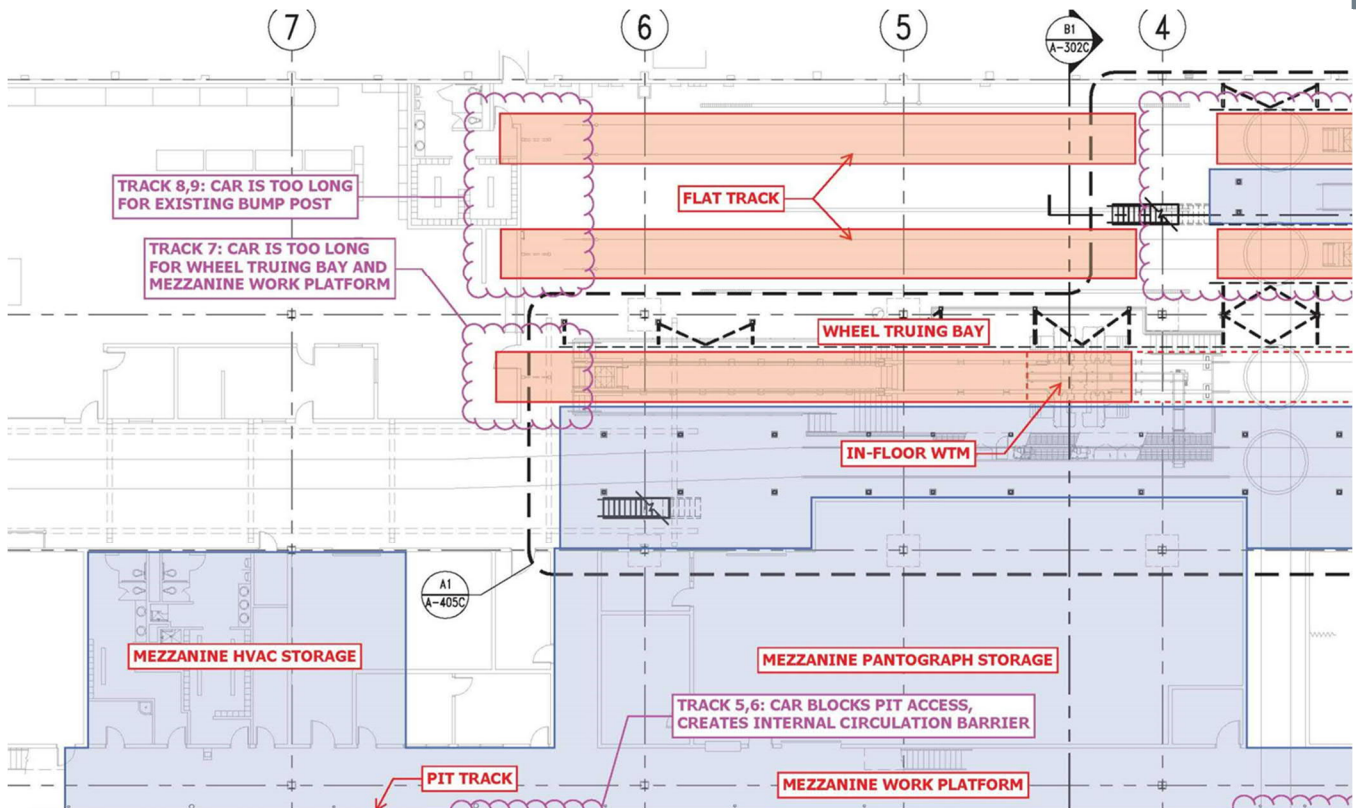 7
6
5
B1
A-302C
4
TRACK 8,9: CAR IS TOO LONG
FOR EXISTING BUMP POST
FLAT TRACK
TRACK 7: CAR IS TOO LONG
FOR WHEEL TRUING BAY AND
MEZZANINE WORK PLATFORM
WHEEL TRUING BAY
IN-FLOOR WTM
A1
A-405C
MEZZANINE HVAC STORAGE
MEZZANINE PANTOGRAPH STORAGE
TRACK 5,6: CAR BLOCKS PIT ACCESS,
CREATES INTERNAL CIRCULATION BARRIER
PIT TRACK
MEZZANINE WORK PLATFORM